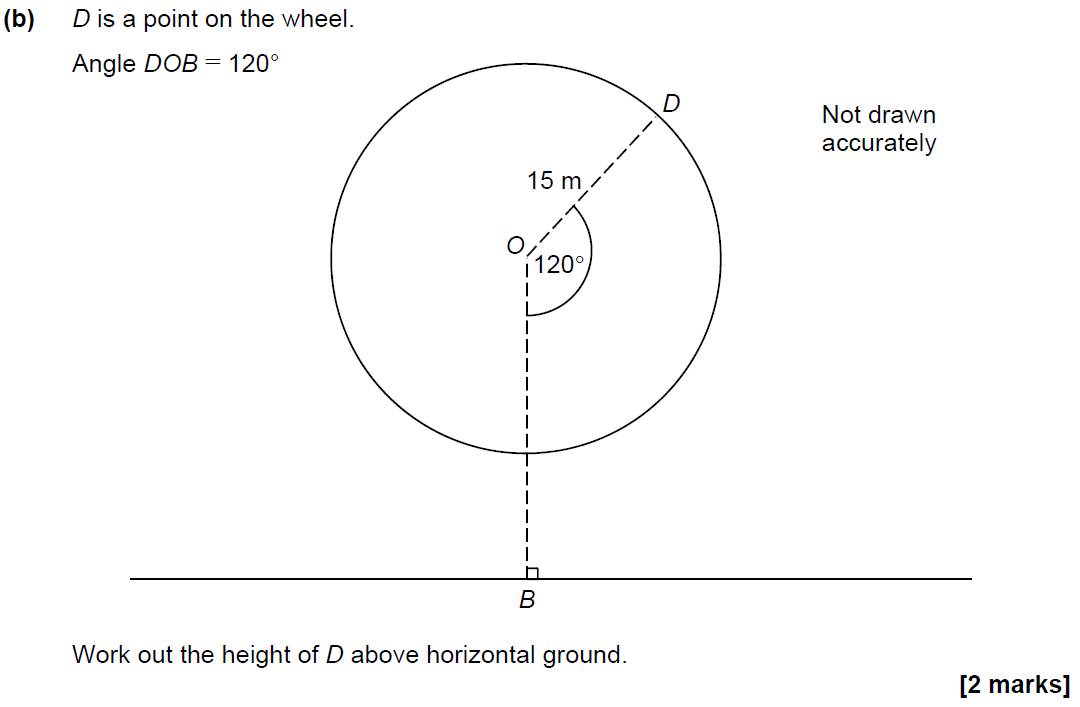 (b) D is a point on the wheel.
Angle DOB = 120°
D
Not drawn
accurately
15 m
O
120°
B
Work out the height of D above horizontal ground.
[2 marks]